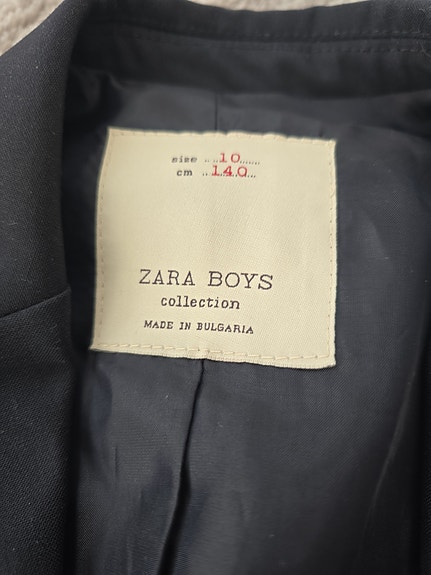 size ..10......
cm ..140...
ZARA BOYS
collection
MADE IN BULGARIA